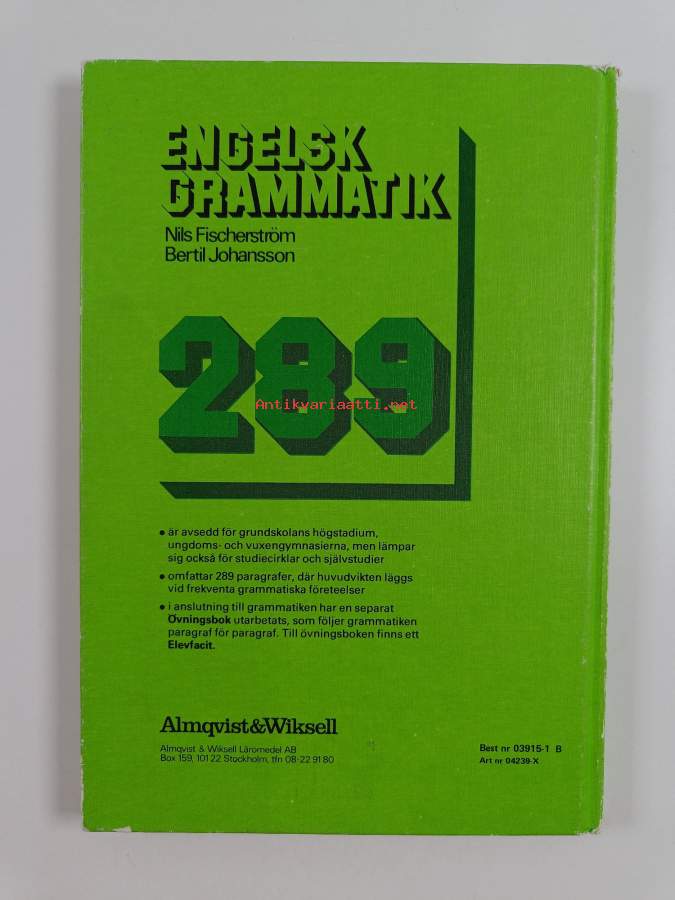 ENGELSK
GRAMMATIK
Nils Fischerström
Bertil Johansson
289
Antikvariaatti.net
• är avsedd för grundskolans högstadium,
ungdoms- och vuxengymnasierna, men lämpar
sig också för studiecirklar och självstudier
• omfattar 289 paragrafer, där huvudvikten läggs
vid frekventa grammatiska företeelser
• i anslutning till grammatiken har en separat
Övningsbok utarbetats, som följer grammatiken
paragraf för paragraf. Till övningsboken finns ett
Elevfacit.
Almqvist&Wiksell
Almqvist & Wiksell Läromedel AB
Box 159, 101 22 Stockholm, tfn 08-22 91 80
Best nr 03915-1 B
Art nr 04239-X